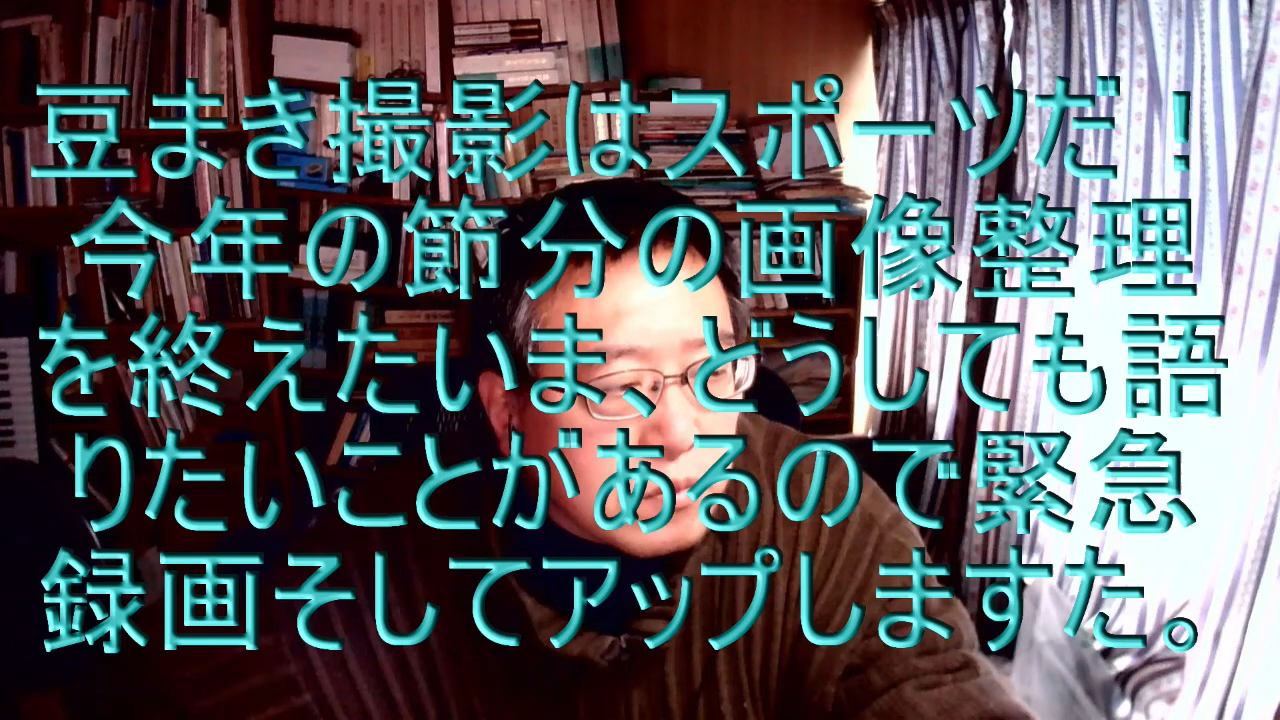 豆まき撮影はスポーツだ！
今年の節分の画像整理
を終えたいま、どうしても語
りたいことがあるので緊急
録画そしてアップしますた。